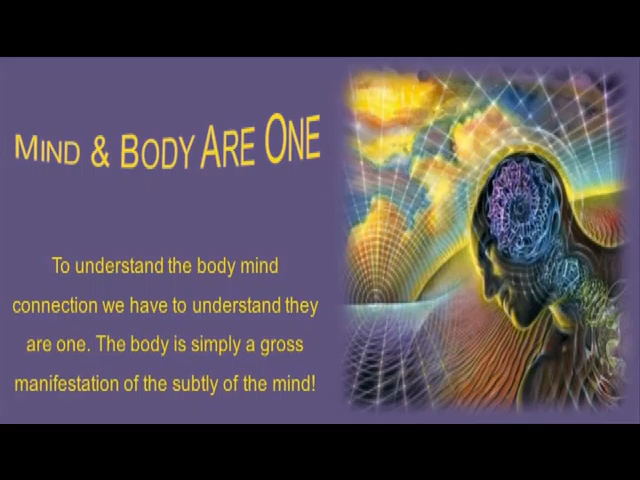 MIND & BODY ARE ONE
To understand the body mind
connection we have to understand they
are one. The body is simply a gross
manifestation of the subtly of the mind!